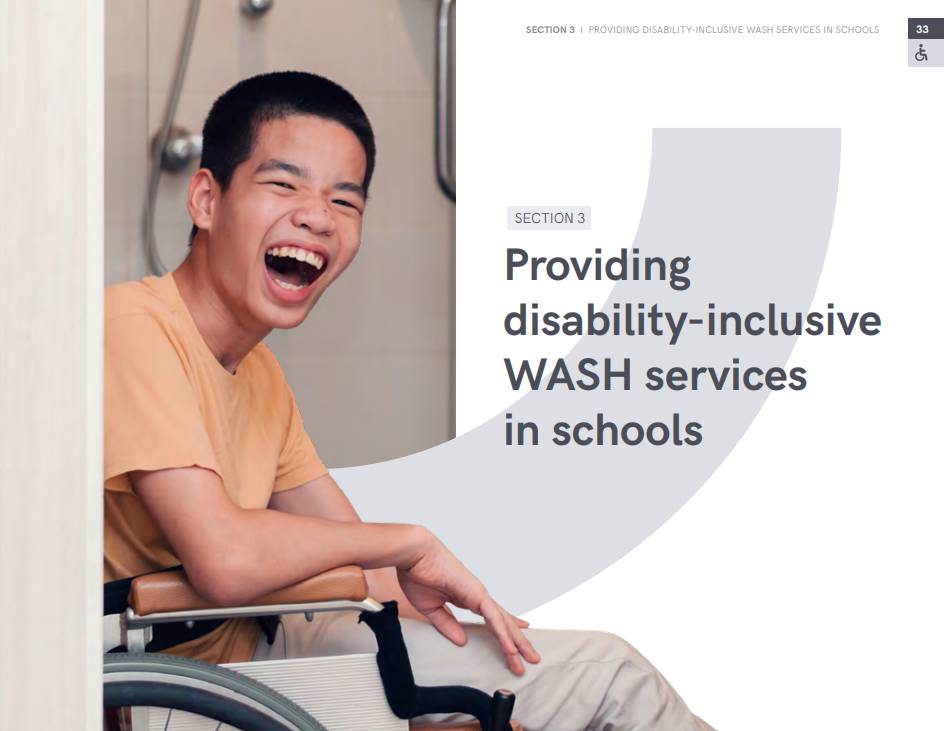 SECTION 3 | PROVIDING DISABILITY-INCLUSIVE WASH SERVICES IN SCHOOLS
33
SECTION 3
Providing
disability-inclusive
WASH services
in schools